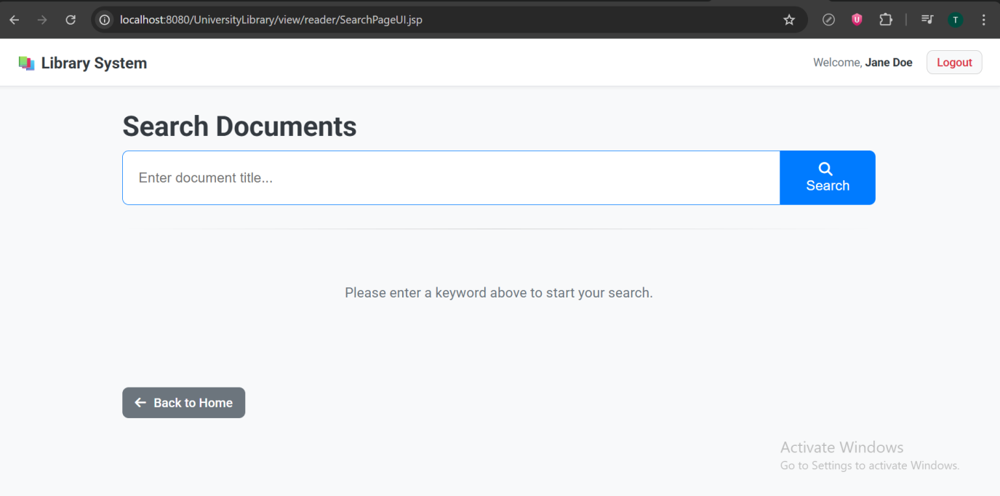 localhost:8080/UniversityLibrary/view/reader/SearchPageUI.jsp
U
T
Library System
Welcome, Jane Doe
Logout
Search Documents
Enter document title...
Search
Please enter a keyword above to start your search.
Back to Home
Activate Windows
Go to Settings to activate Windows.